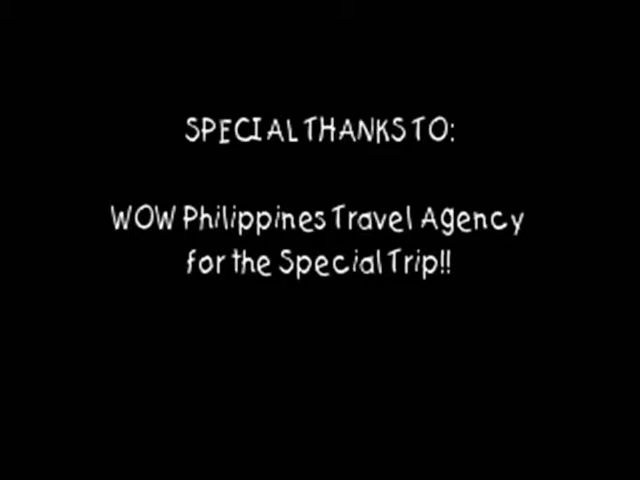 SPECIAL THANKS TO:
WOW Philippines Travel Agency
for the Special Trip!!